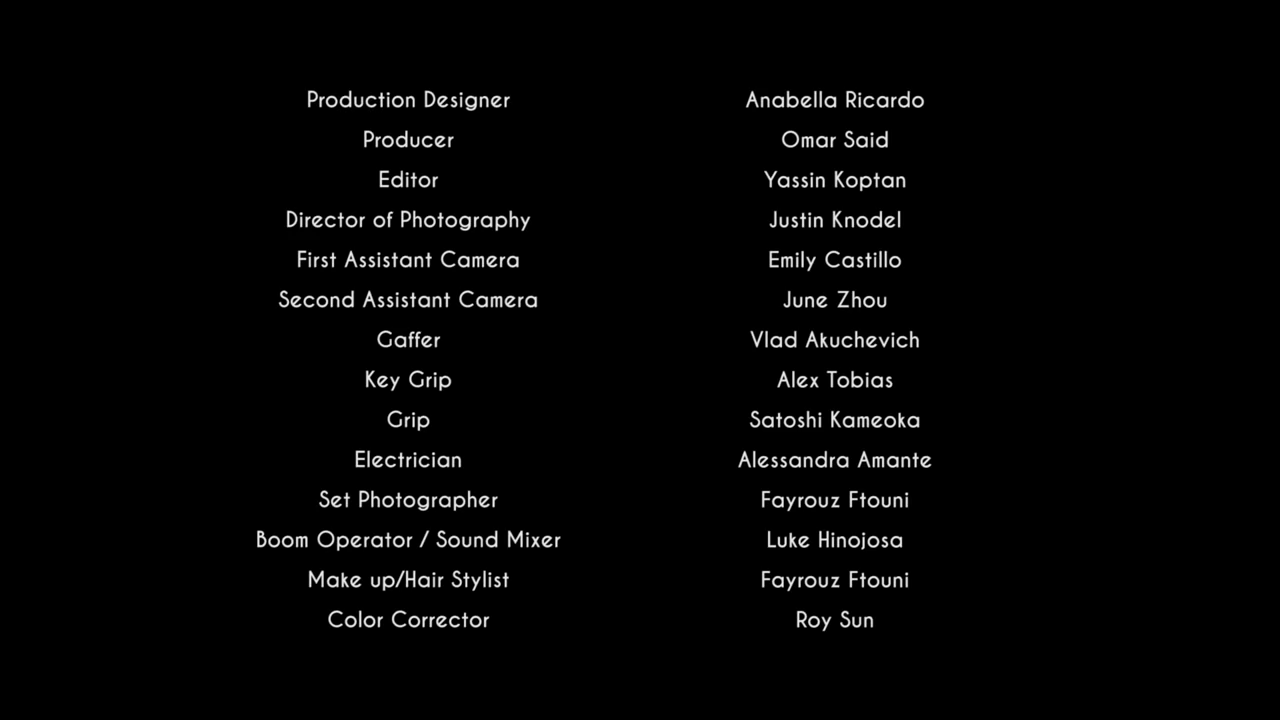 Production Designer Anabella Ricardo
Producer Omar Said
Editor Yassin Koptan
Director of Photography Justin Knodel
First Assistant Camera Emily Castillo
Second Assistant Camera June Zhou
Gaffer Vlad Akuchevich
Key Grip Alex Tobias
Grip Satoshi Kameoka
Electrician Alessandra Amante
Set Photographer Fayrouz Ftouni
Boom Operator / Sound Mixer Luke Hinojosa
Make up/Hair Stylist Fayrouz Ftouni
Color Corrector Roy Sun